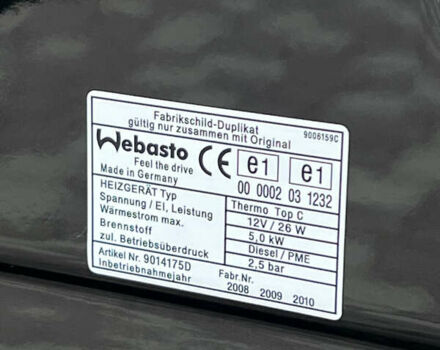 Fabrikschild-Duplikat
gültig nur zusammen mit Original
9006159C
Webasto CE e1 e1
Feel the drive
Made in Germany
00 0002 03 1232
HEIZGERÄT Typ Thermo Top C
Spannung / El. Leistung 12V / 26 W
Wärmestrom max. 5,0 kW
Brennstoff Diesel / PME
zul. Betriebsüberdruck 2,5 bar
Artikel Nr. 9014175D Fabr.Nr.
Inbetriebnahmejahr 2008 2009 2010